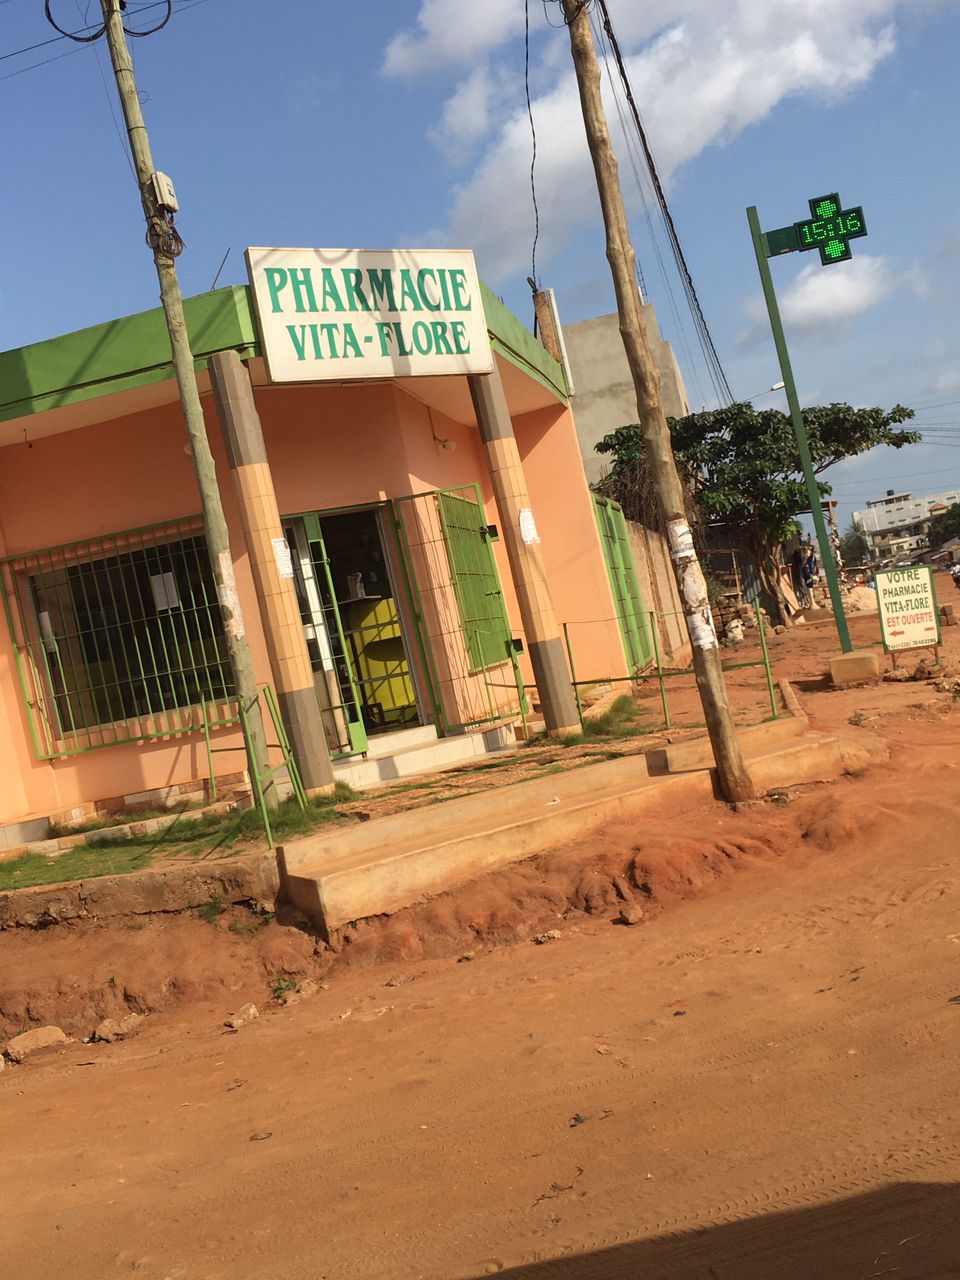 PHARMACIE
VITA-FLORE
15:16
VOTRE
PHARMACIE
VITA-FLORE
EST OUVERTE